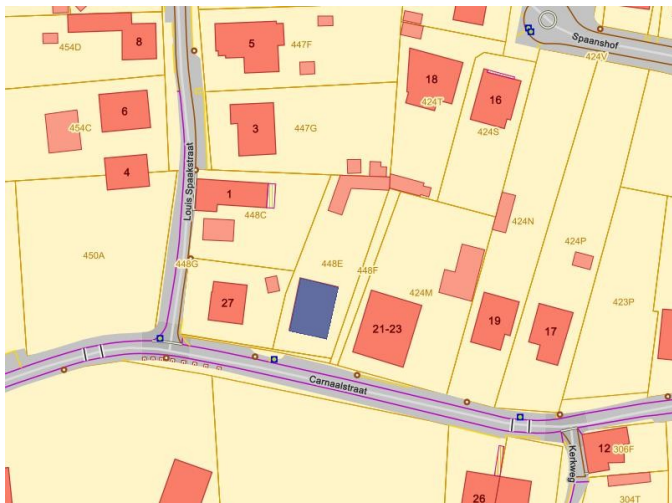 454D
8
5
447F
Spaanshof
424V
18
424T
16
424S
6
454C
3
447G
4
Louis Spaakstraat
1
448C
424N
450A
448G
448E
448F
424P
27
424M
423P
21-23
19
17
Carnaalstraat
12
306F
Kerkweg
26
304T